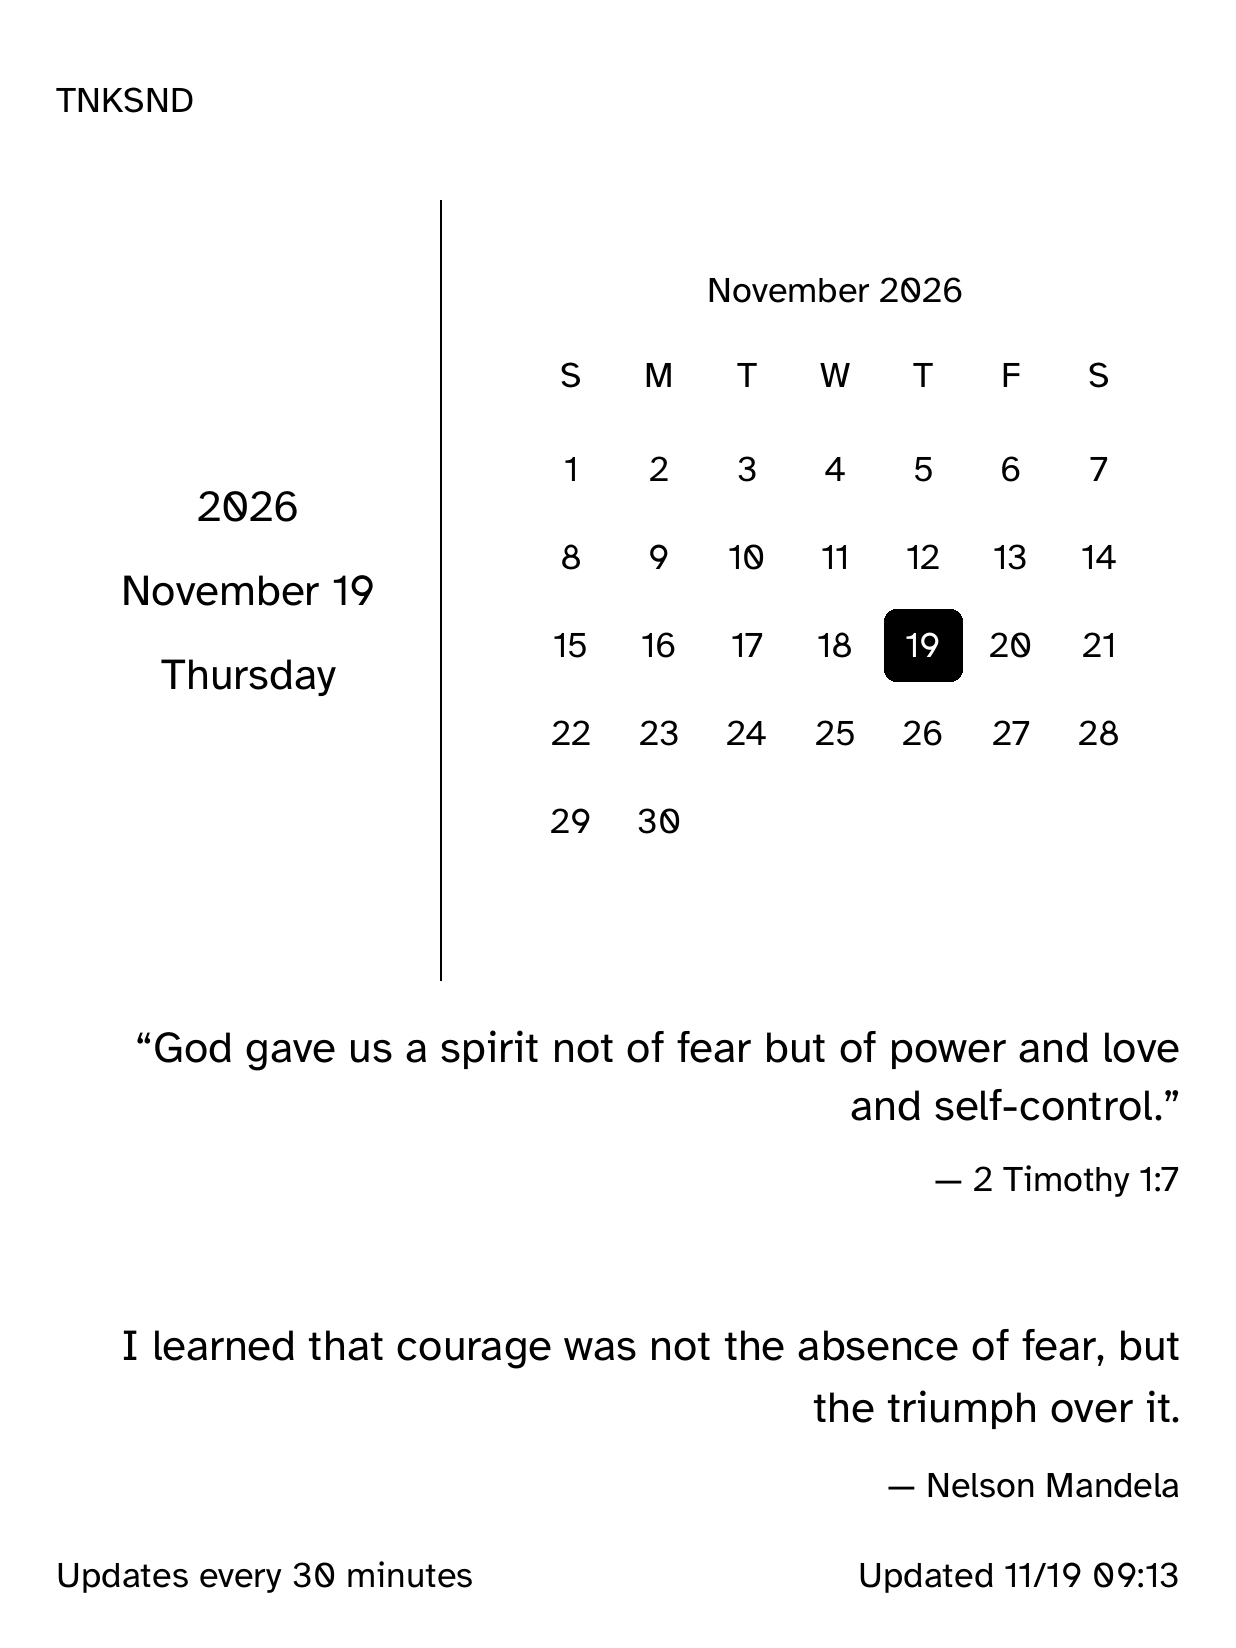 TNKSND
2026
November 19
Thursday
November 2026
S M T W T F S
1 2 3 4 5 6 7
8 9 10 11 12 13 14
15 16 17 18 19 20 21
22 23 24 25 26 27 28
29 30
“God gave us a spirit not of fear but of power and love
and self-control.”
— 2 Timothy 1:7
I learned that courage was not the absence of fear, but
the triumph over it.
— Nelson Mandela
Updates every 30 minutes
Updated 11/19 09:13